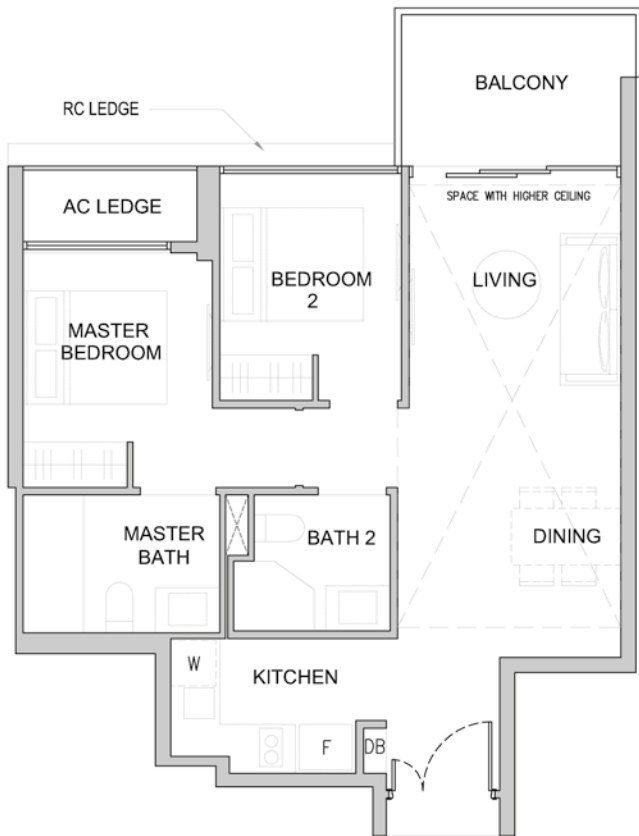 BALCONY
RC LEDGE
SPACE WITH HIGHER CEILING
AC LEDGE
BEDROOM
2
LIVING
MASTER
BEDROOM
MASTER
BATH
BATH 2
DINING
W
KITCHEN
F
DB